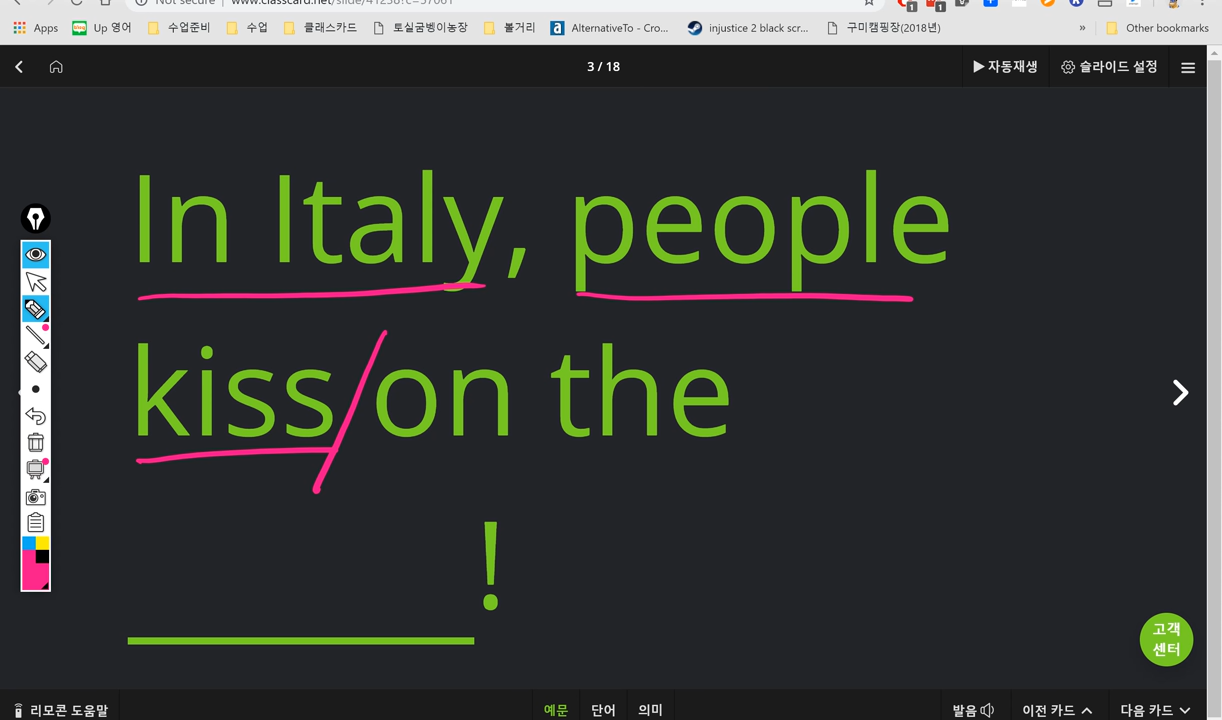 Not secure www.classcard.net/slide/41236?c=57061
Apps Up 영어 수업준비 수업 클래스카드 토실굼벵이농장 볼거리 AlternativeTo - Cro... injustice 2 black scr... 구미캠핑장(2018년) » Other bookmarks
3 / 18 자동재생 슬라이드 설정
In Italy, people
kiss on the
!
고객
센터
리모콘 도움말 예문 단어 의미 발음 이전 카드 다음 카드